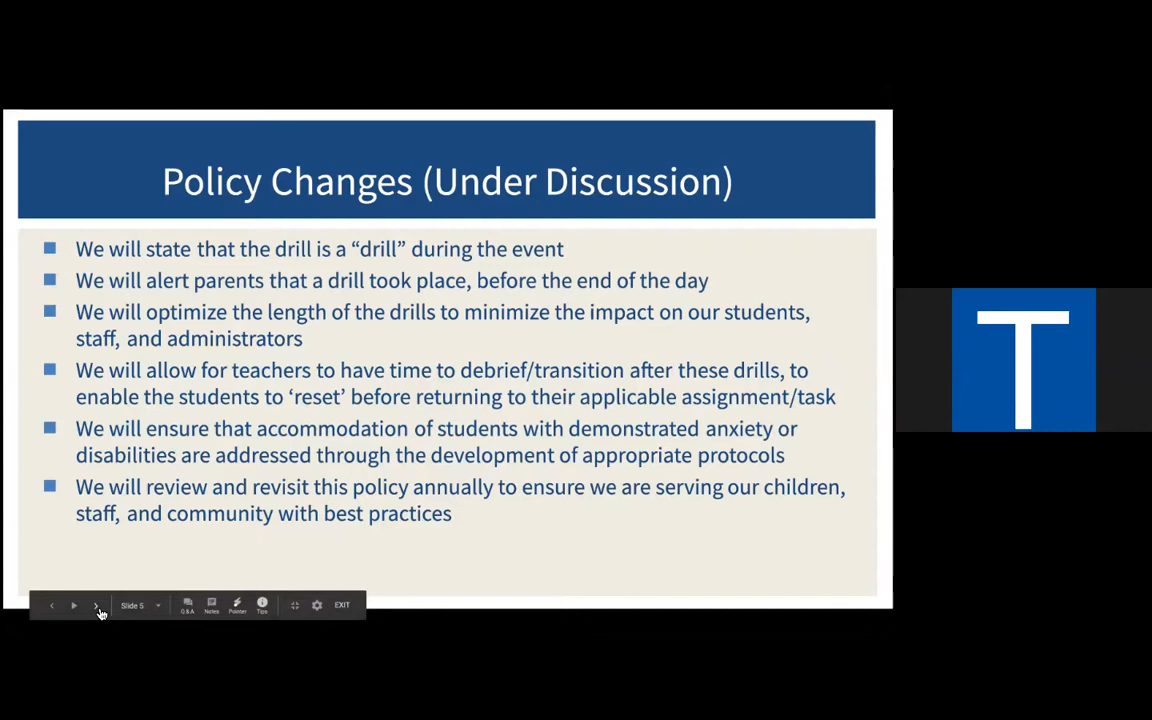 Policy Changes (Under Discussion)
We will state that the drill is a “drill” during the event
We will alert parents that a drill took place, before the end of the day
We will optimize the length of the drills to minimize the impact on our students,
staff, and administrators
We will allow for teachers to have time to debrief/transition after these drills, to
enable the students to ‘reset’ before returning to their applicable assignment/task
We will ensure that accommodation of students with demonstrated anxiety or
disabilities are addressed through the development of appropriate protocols
We will review and revisit this policy annually to ensure we are serving our children,
staff, and community with best practices
T
Slide 5
Q&A
Notes
Pointer
Tips
EXIT